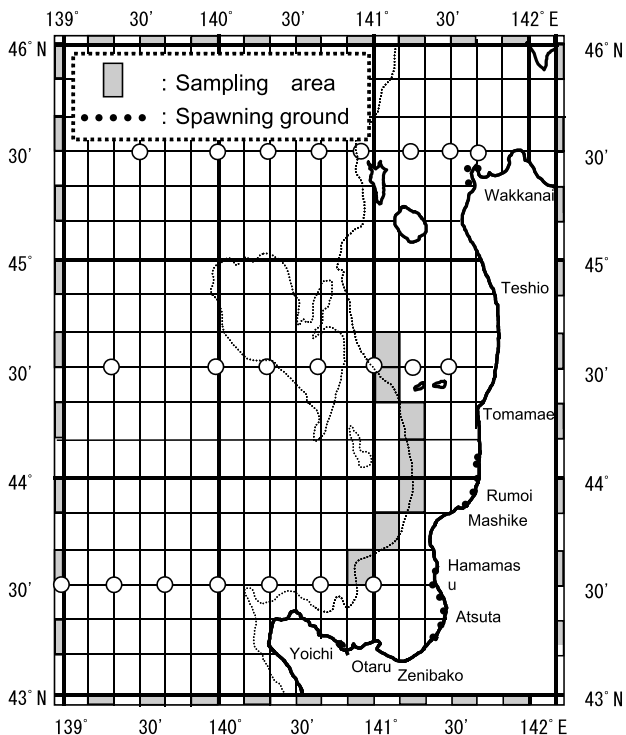 139° 30′ 140° 30′ 141° 30′ 142° E
46° N 46° N
: Sampling area
: Spawning ground
30′ 30′
Wakkanai
45° 45°
Teshio
30′ 30′
Tomamae
44° 44°
Rumoi
Mashike
Hamamas
30′ u 30′
Atsuta
Yoichi
Otaru
Zenibako
43° N 43° N
139° 30′ 140° 30′ 141° 30′ 142° E